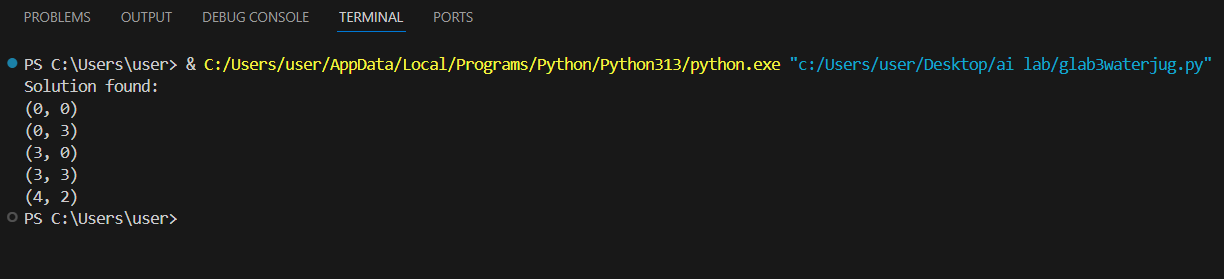 PROBLEMS OUTPUT DEBUG CONSOLE TERMINAL PORTS
PS C:\Users\user> & C:/Users/user/AppData/Local/Programs/Python/Python313/python.exe "c:/Users/user/Desktop/ai lab/glab3waterjug.py"
Solution found:
(0, 0)
(0, 3)
(3, 0)
(3, 3)
(4, 2)
PS C:\Users\user>